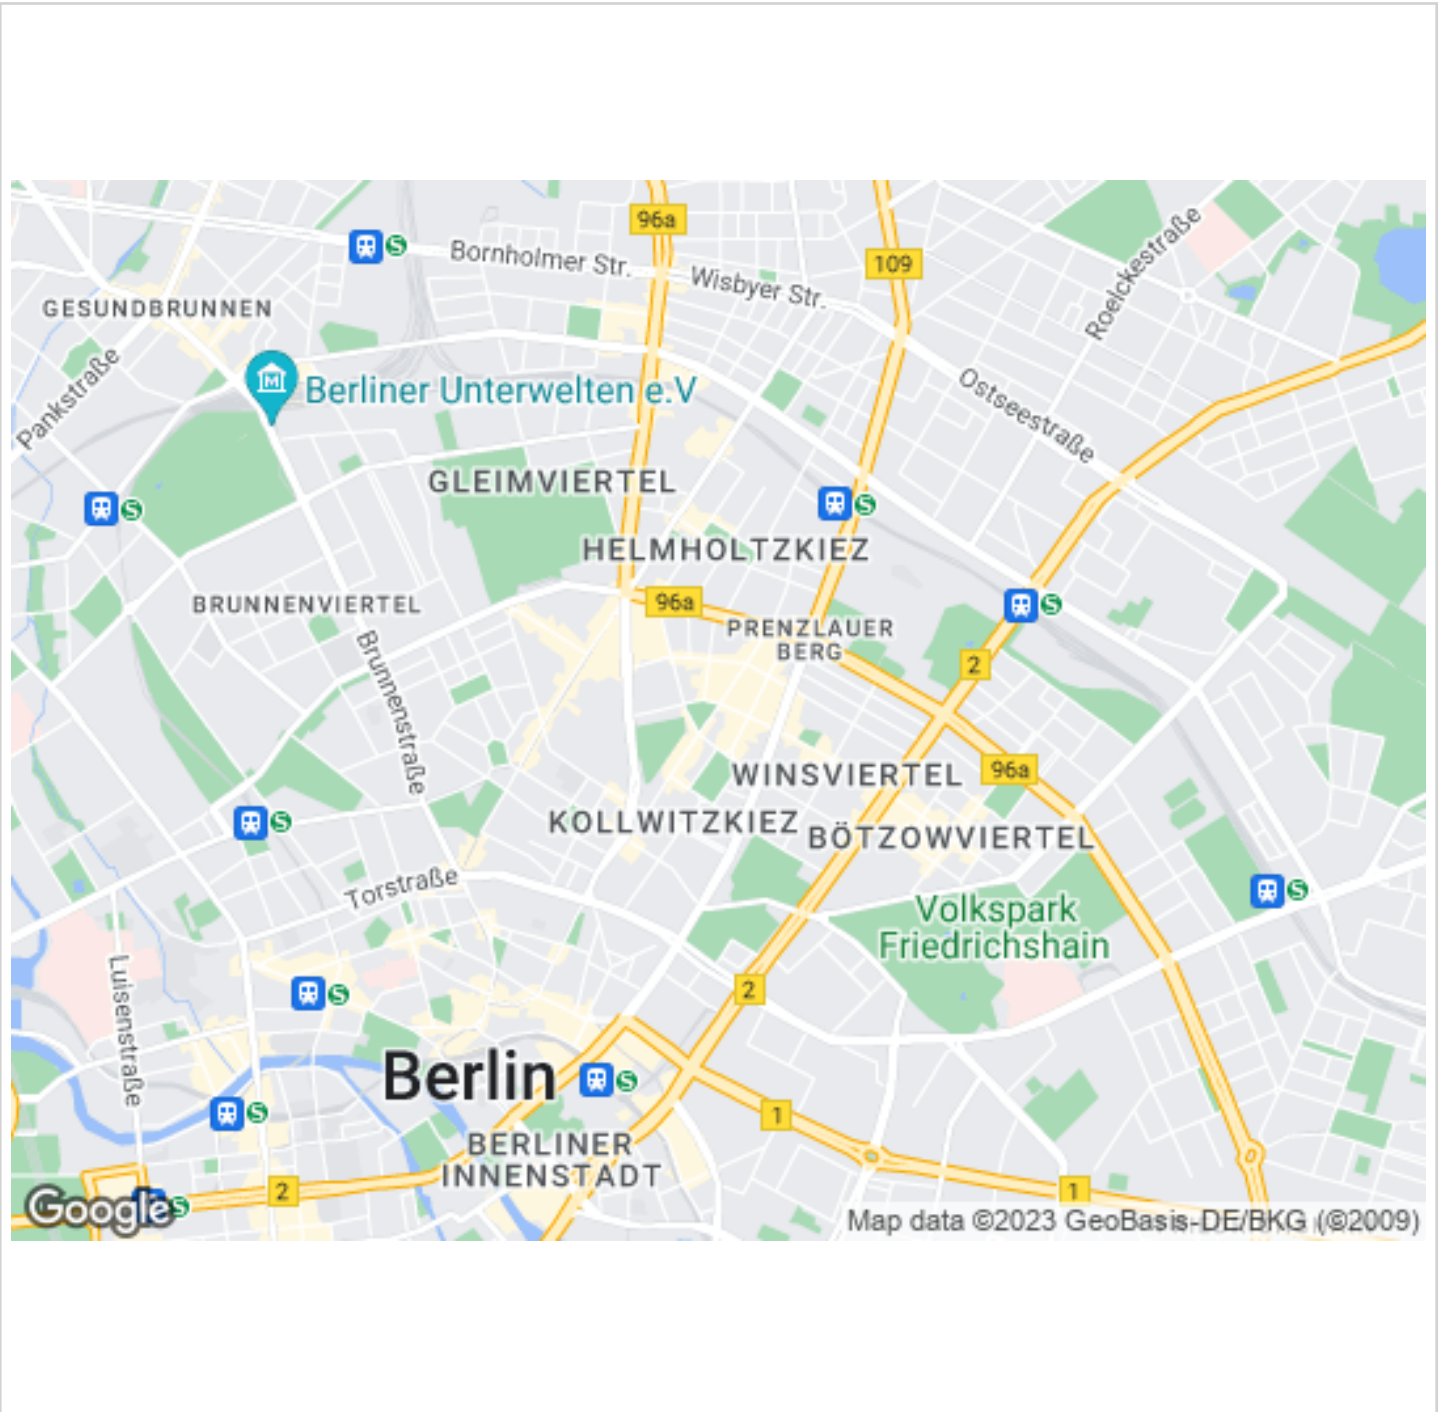 96a
S
Bornholmer Str.
Wisbyer Str.
109
Roelckestraße
GESUNDBRUNNEN
Pankstraße
M
Berliner Unterwelten e.V
Ostseestraße
GLEIMVIERTEL
S
S
HELMHOLTZKIEZ
BRUNNENVIERTEL
96a
S
PRENZLAUER
BERG
2
Brunnenstraße
WINSVIERTEL
96a
S
KOLLWITZKIEZ
BÖTZOWVIERTEL
Torstraße
S
Volkspark
Friedrichshain
Luisenstraße
S
2
Berlin
S
S
1
BERLINER
INNENSTADT
2
1
S
Google
Map data ©2023 GeoBasis-DE/BKG (©2009)